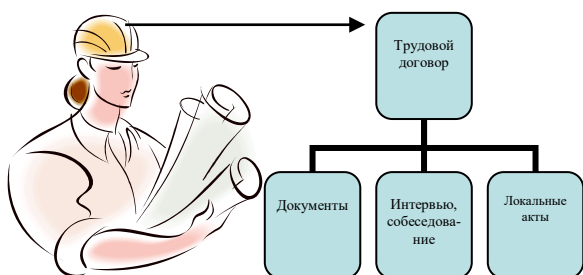 Трудовой
договор
Документы
Интервью,
собеседова-
ние
Локальные
акты